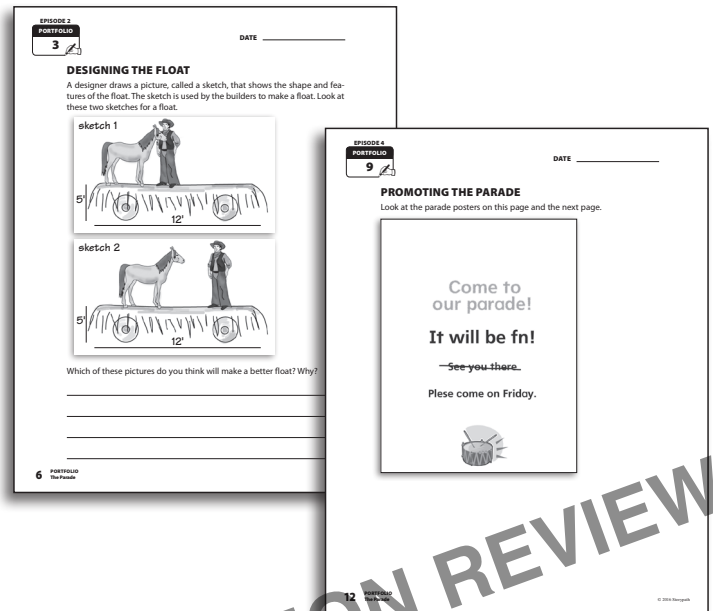 EPISODE 2
PORTFOLIO
3
DATE
DESIGNING THE FLOAT
A designer draws a picture, called a sketch, that shows the shape and fea-
tures of the float. The sketch is used by the builders to make a float. Look at
these two sketches for a float.
sketch 1
5'
12'
sketch 2
5'
12'
Which of these pictures do you think will make a better float? Why?
6 PORTFOLIO
The Parade
EPISODE 4
PORTFOLIO
9
DATE
PROMOTING THE PARADE
Look at the parade posters on this page and the next page.
Come to
our parade!
It will be fn!
See you there
Plese come on Friday.
12 PORTFOLIO
The Parade
© 2006 Storypath
ON REVIEW